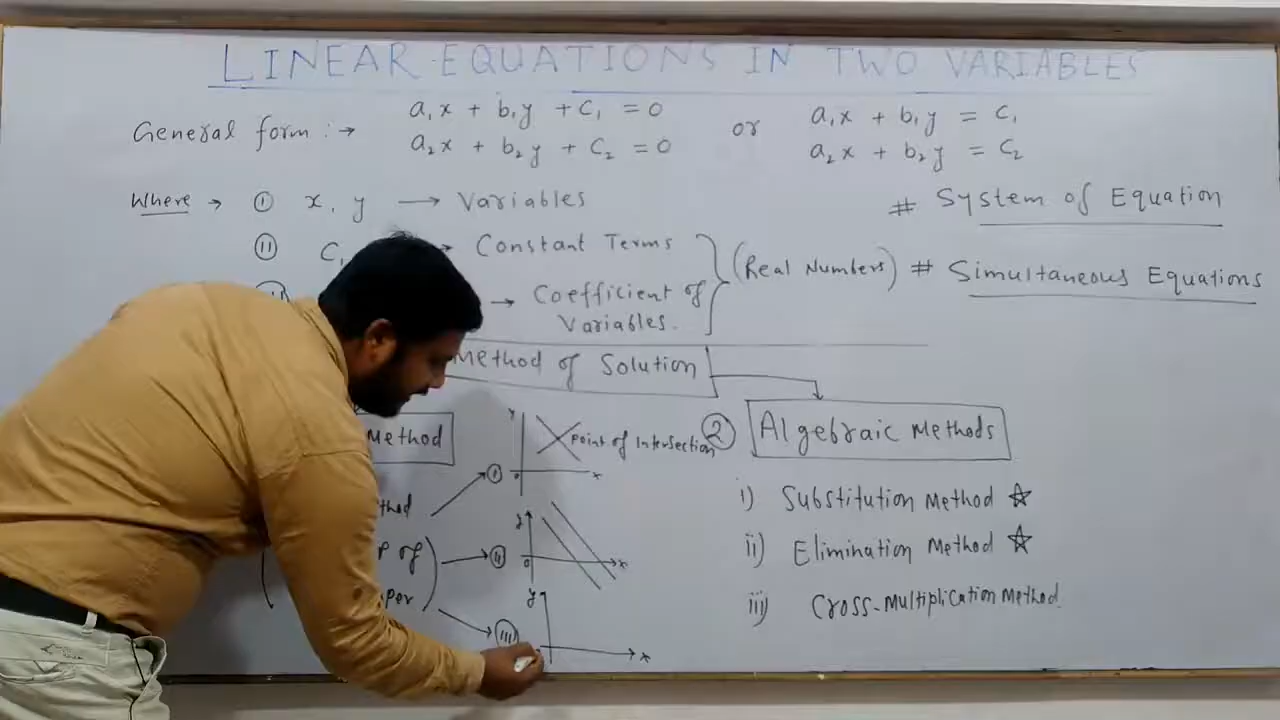 LINEAR EQUATIONS IN TWO VARIABLES
General form :→ a₁x + b₁y + C₁ = 0 or a₁x + b₁y = C₁
a₂x + b₂y + C₂ = 0 a₂x + b₂y = C₂
Where → (i) x, y → Variables
# System of Equation
(ii) C₁ Constant Terms
(Real Numbers) # Simultaneous Equations
→ Coefficient of
Variables.
Method of Solution
Method
y Point of Intersection
o x
(i)
y
o x
(ii)
y
x
(iii)
of
② Algebraic Methods
i) Substitution Method ☆
ii) Elimination Method ☆
iii) Cross-Multiplication Method.